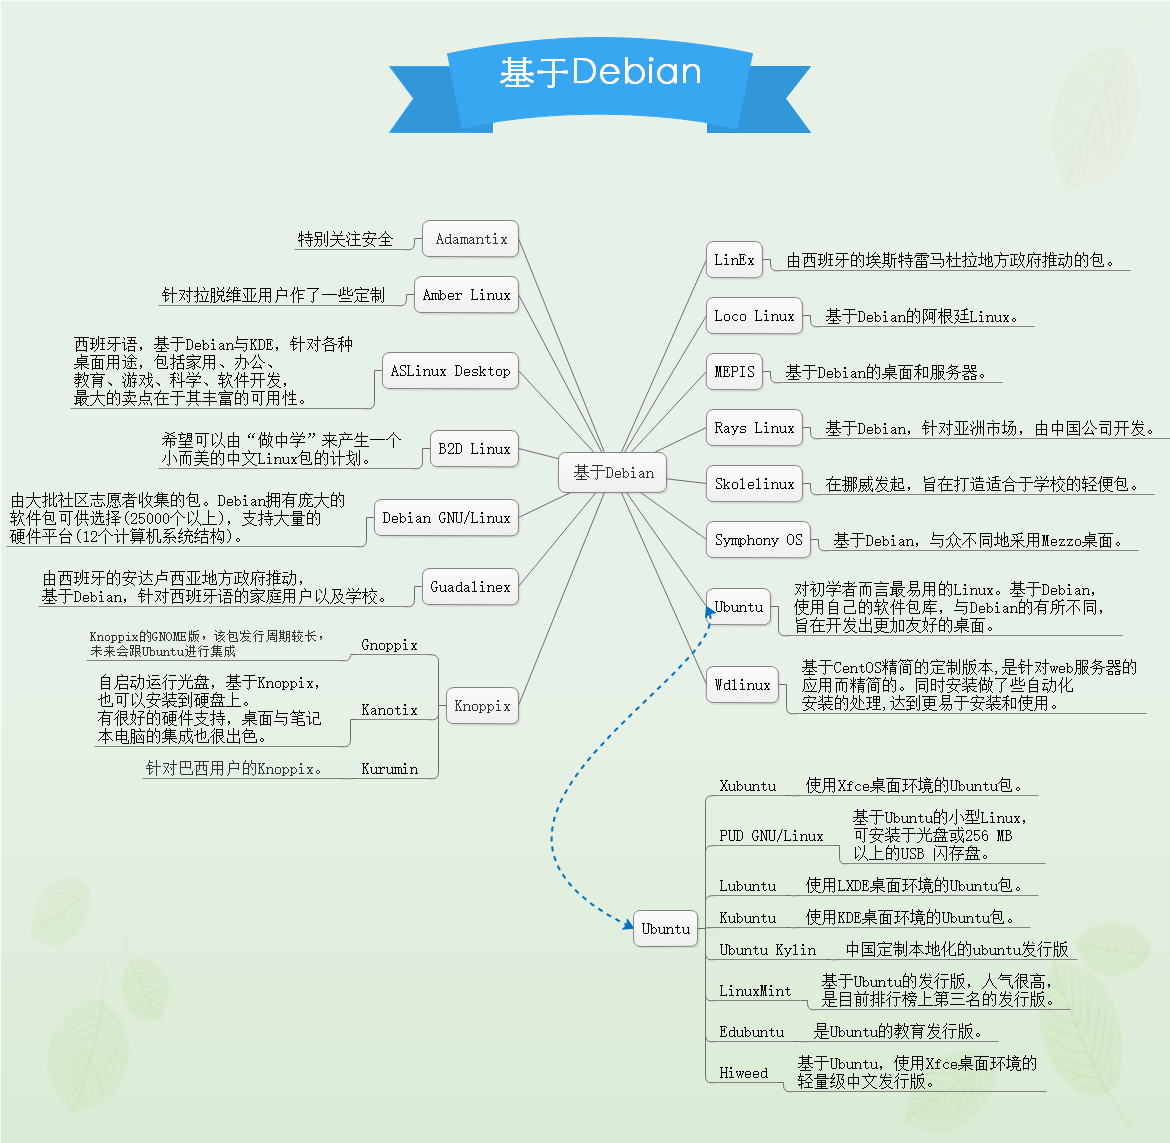 基于Debian
Adamantix
特别关注安全
Amber Linux
针对拉脱维亚用户作了一些定制
ASLinux Desktop
西班牙语，基于Debian与KDE，针对各种
桌面用途，包括家用、办公、
教育、游戏、科学、软件开发，
最大的卖点在于其丰富的可用性。
B2D Linux
希望可以由“做中学”来产生一个
小而美的中文Linux包的计划。
Debian GNU/Linux
由大批社区志愿者收集的包。Debian拥有庞大的
软件包可供选择(25000个以上)，支持大量的
硬件平台(12个计算机系统结构)。
Guadalinex
由西班牙的安达卢西亚地方政府推动，
基于Debian，针对西班牙语的家庭用户以及学校。
Knoppix
Gnoppix
Knoppix的GNOME版，该包发行周期较长，
未来会跟Ubuntu进行集成
Kanotix
自启动运行光盘，基于Knoppix，
也可以安装到硬盘上。
有很好的硬件支持，桌面与笔记
本电脑的集成也很出色。
Kurumin
针对巴西用户的Knoppix。
基于Debian
LinEx
由西班牙的埃斯特雷马杜拉地方政府推动的包。
Loco Linux
基于Debian的阿根廷Linux。
MEPIS
基于Debian的桌面和服务器。
Rays Linux
基于Debian，针对亚洲市场，由中国公司开发。
Skolelinux
在挪威发起，旨在打造适合于学校的轻便包。
Symphony OS
基于Debian，与众不同地采用Mezzo桌面。
Ubuntu
对初学者而言最易用的Linux。基于Debian，
使用自己的软件包库，与Debian的有所不同，
旨在开发出更加友好的桌面。
Wdlinux
基于CentOS精简的定制版本,是针对web服务器的
应用而精简的。同时安装做了些自动化
安装的处理,达到更易于安装和使用。
Ubuntu
Xubuntu
使用Xfce桌面环境的Ubuntu包。
PUD GNU/Linux
基于Ubuntu的小型Linux，
可安装于光盘或256 MB
以上的USB 闪存盘。
Lubuntu
使用LXDE桌面环境的Ubuntu包。
Kubuntu
使用KDE桌面环境的Ubuntu包。
Ubuntu Kylin
中国定制本地化的ubuntu发行版
LinuxMint
基于Ubuntu的发行版，人气很高，
是目前排行榜上第三名的发行版。
Edubuntu
是Ubuntu的教育发行版。
Hiweed
基于Ubuntu，使用Xfce桌面环境的
轻量级中文发行版。